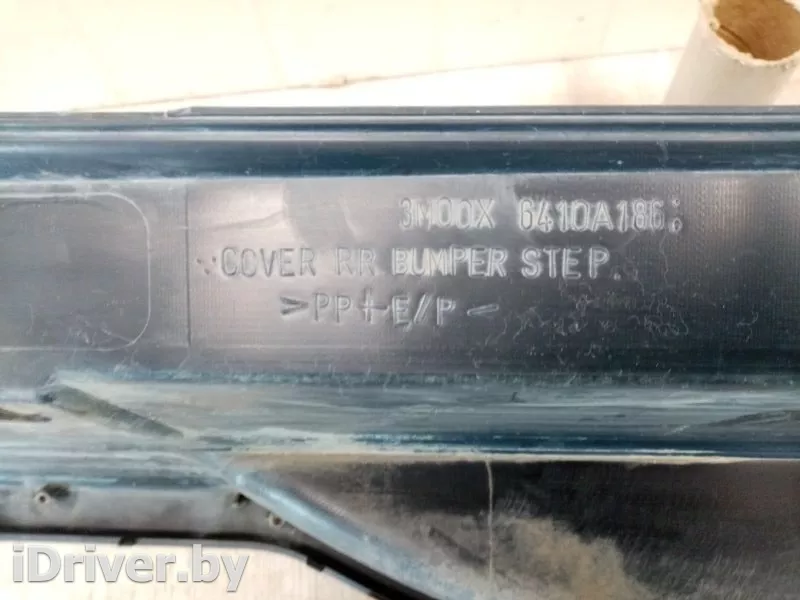 3M00X 6410A186
COVER RR BUMPER STEP.
>PP+E/P
iDriver.by